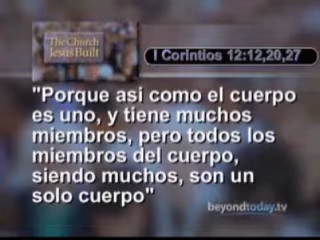 The Church
Jesus Built
I Corintios 12:12,20,27
"Porque asi como el cuerpo
es uno, y tiene muchos
miembros, pero todos los
miembros del cuerpo,
siendo muchos, son un
solo cuerpo"
beyondtoday.tv